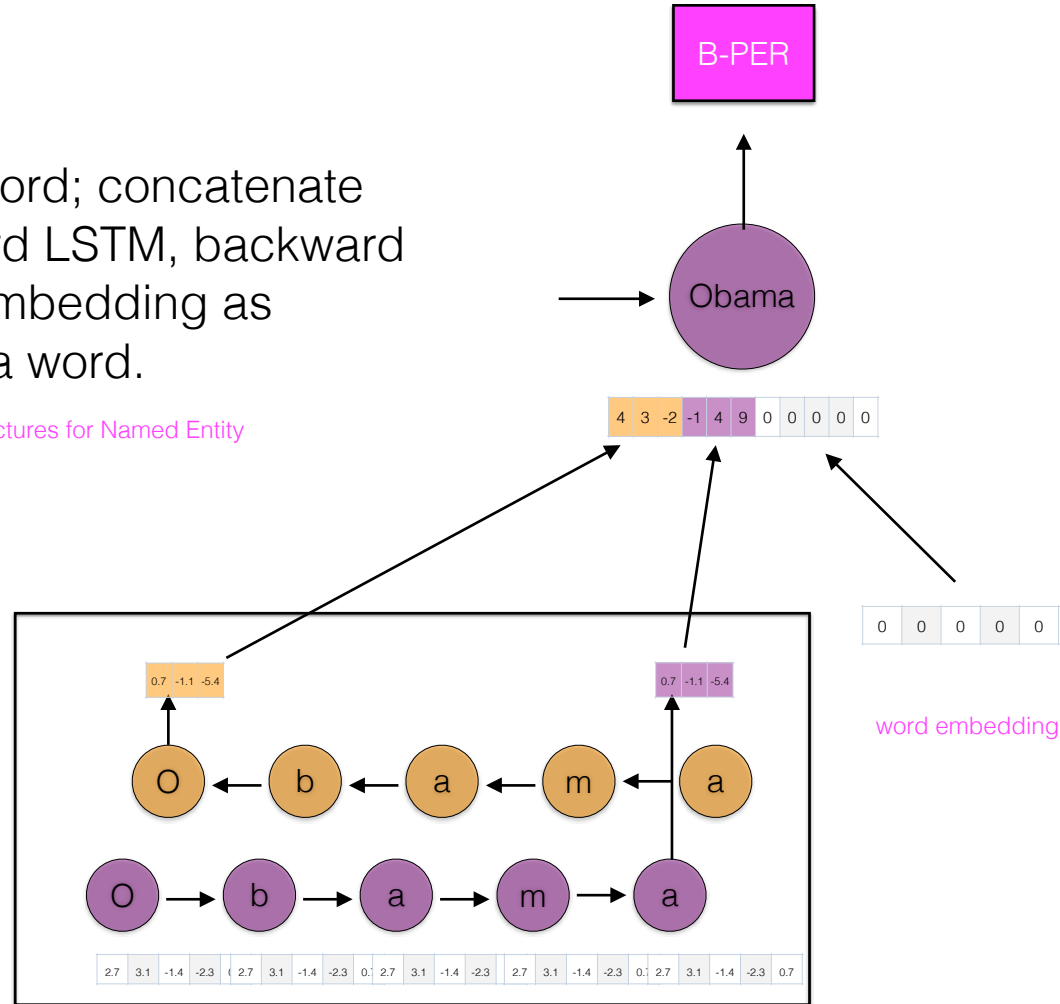 B-PER
ord; concatenate
rd LSTM, backward
mbedding as
a word.
Obama
4 3 -2 -1 4 9 0 0 0 0 0
ctures for Named Entity
0 0 0 0 0
0.7 -1.1 -5.4
0.7 -1.1 -5.4
word embedding
O b a m a
O b a m a
2.7 3.1 -1.4 -2.3 2.7 3.1 -1.4 -2.3 0. 2.7 3.1 -1.4 -2.3 2.7 3.1 -1.4 -2.3 0. 2.7 3.1 -1.4 -2.3 0.7